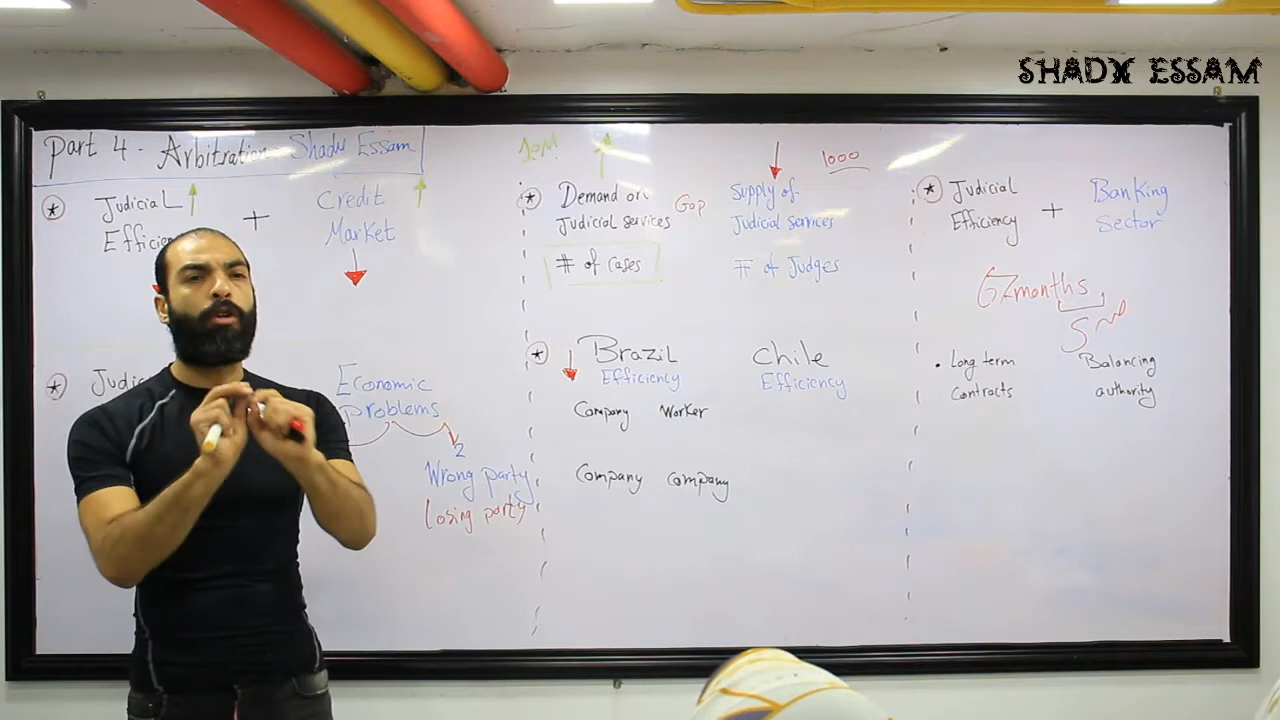 SHADY ESSAM
Part 4 - Arbitration - Shady Essam
Judicial
Efficien
+
Credit
Market
Judic
Economic
problems
2
Wrong party
Losing party
10M
Demand on
Judicial services
Gap
# of cases
1000
Supply of
Judicial services
# of Judges
Brazil
Efficiency
Chile
Efficiency
Company Worker
Company company
Judicial
Efficiency
+
Banking
Sector
67 months
5
Long term
contracts
Balancing
authority